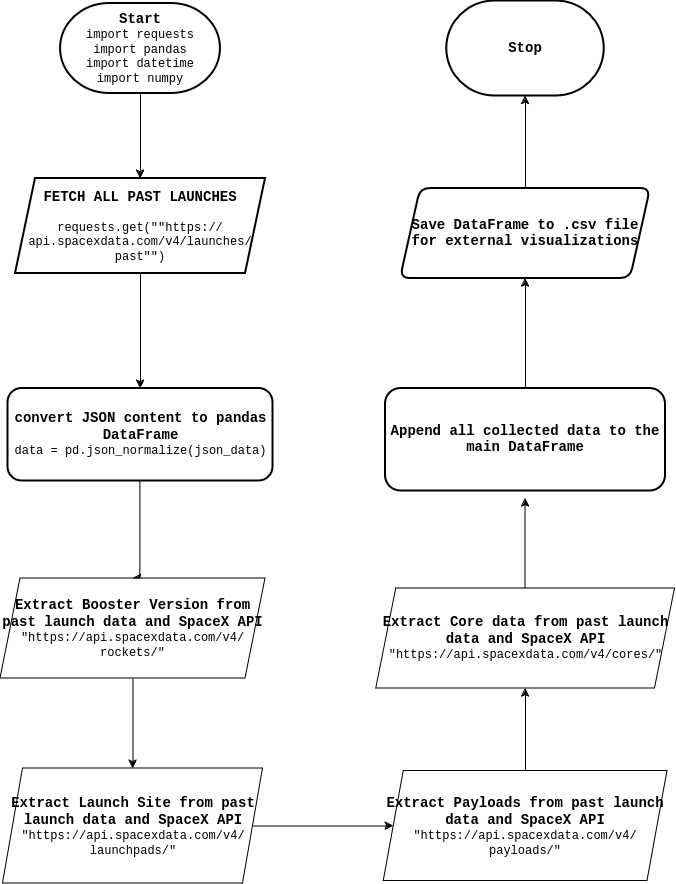 Start
import requests
import pandas
import datetime
import numpy
FETCH ALL PAST LAUNCHES
requests.get(""https://
api.spacexdata.com/v4/launches/
past"")
convert JSON content to pandas
DataFrame
data = pd.json_normalize(json_data)
Extract Booster Version from
past launch data and SpaceX API
"https://api.spacexdata.com/v4/
rockets/"
Extract Launch Site from past
launch data and SpaceX API
"https://api.spacexdata.com/v4/
launchpads/"
Extract Payloads from past launch
data and SpaceX API
"https://api.spacexdata.com/v4/
payloads/"
Extract Core data from past launch
data and SpaceX API
"https://api.spacexdata.com/v4/cores/"
Append all collected data to the
main DataFrame
Save DataFrame to .csv file
for external visualizations
Stop